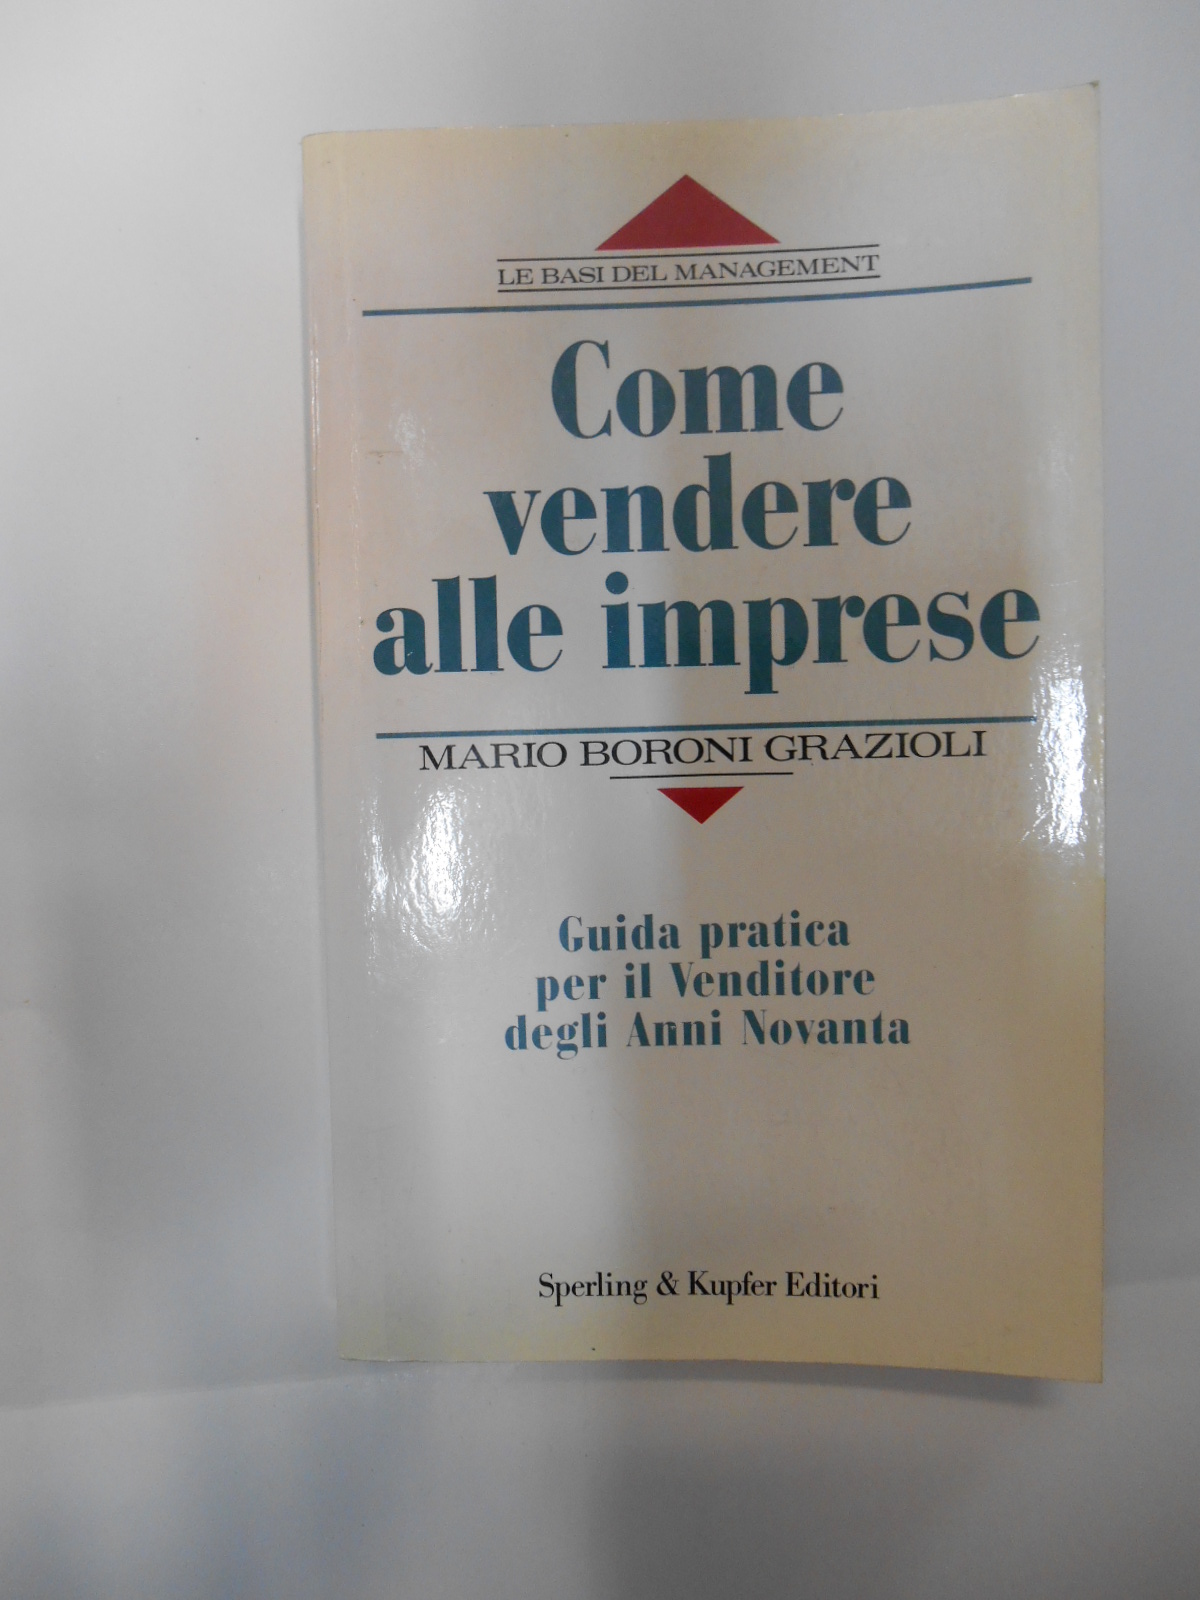 LE BASI DEL MANAGEMENT
Come
vendere
alle imprese
MARIO BORONI GRAZIOLI
Guida pratica
per il Venditore
degli Anni Novanta
Sperling & Kupfer Editori